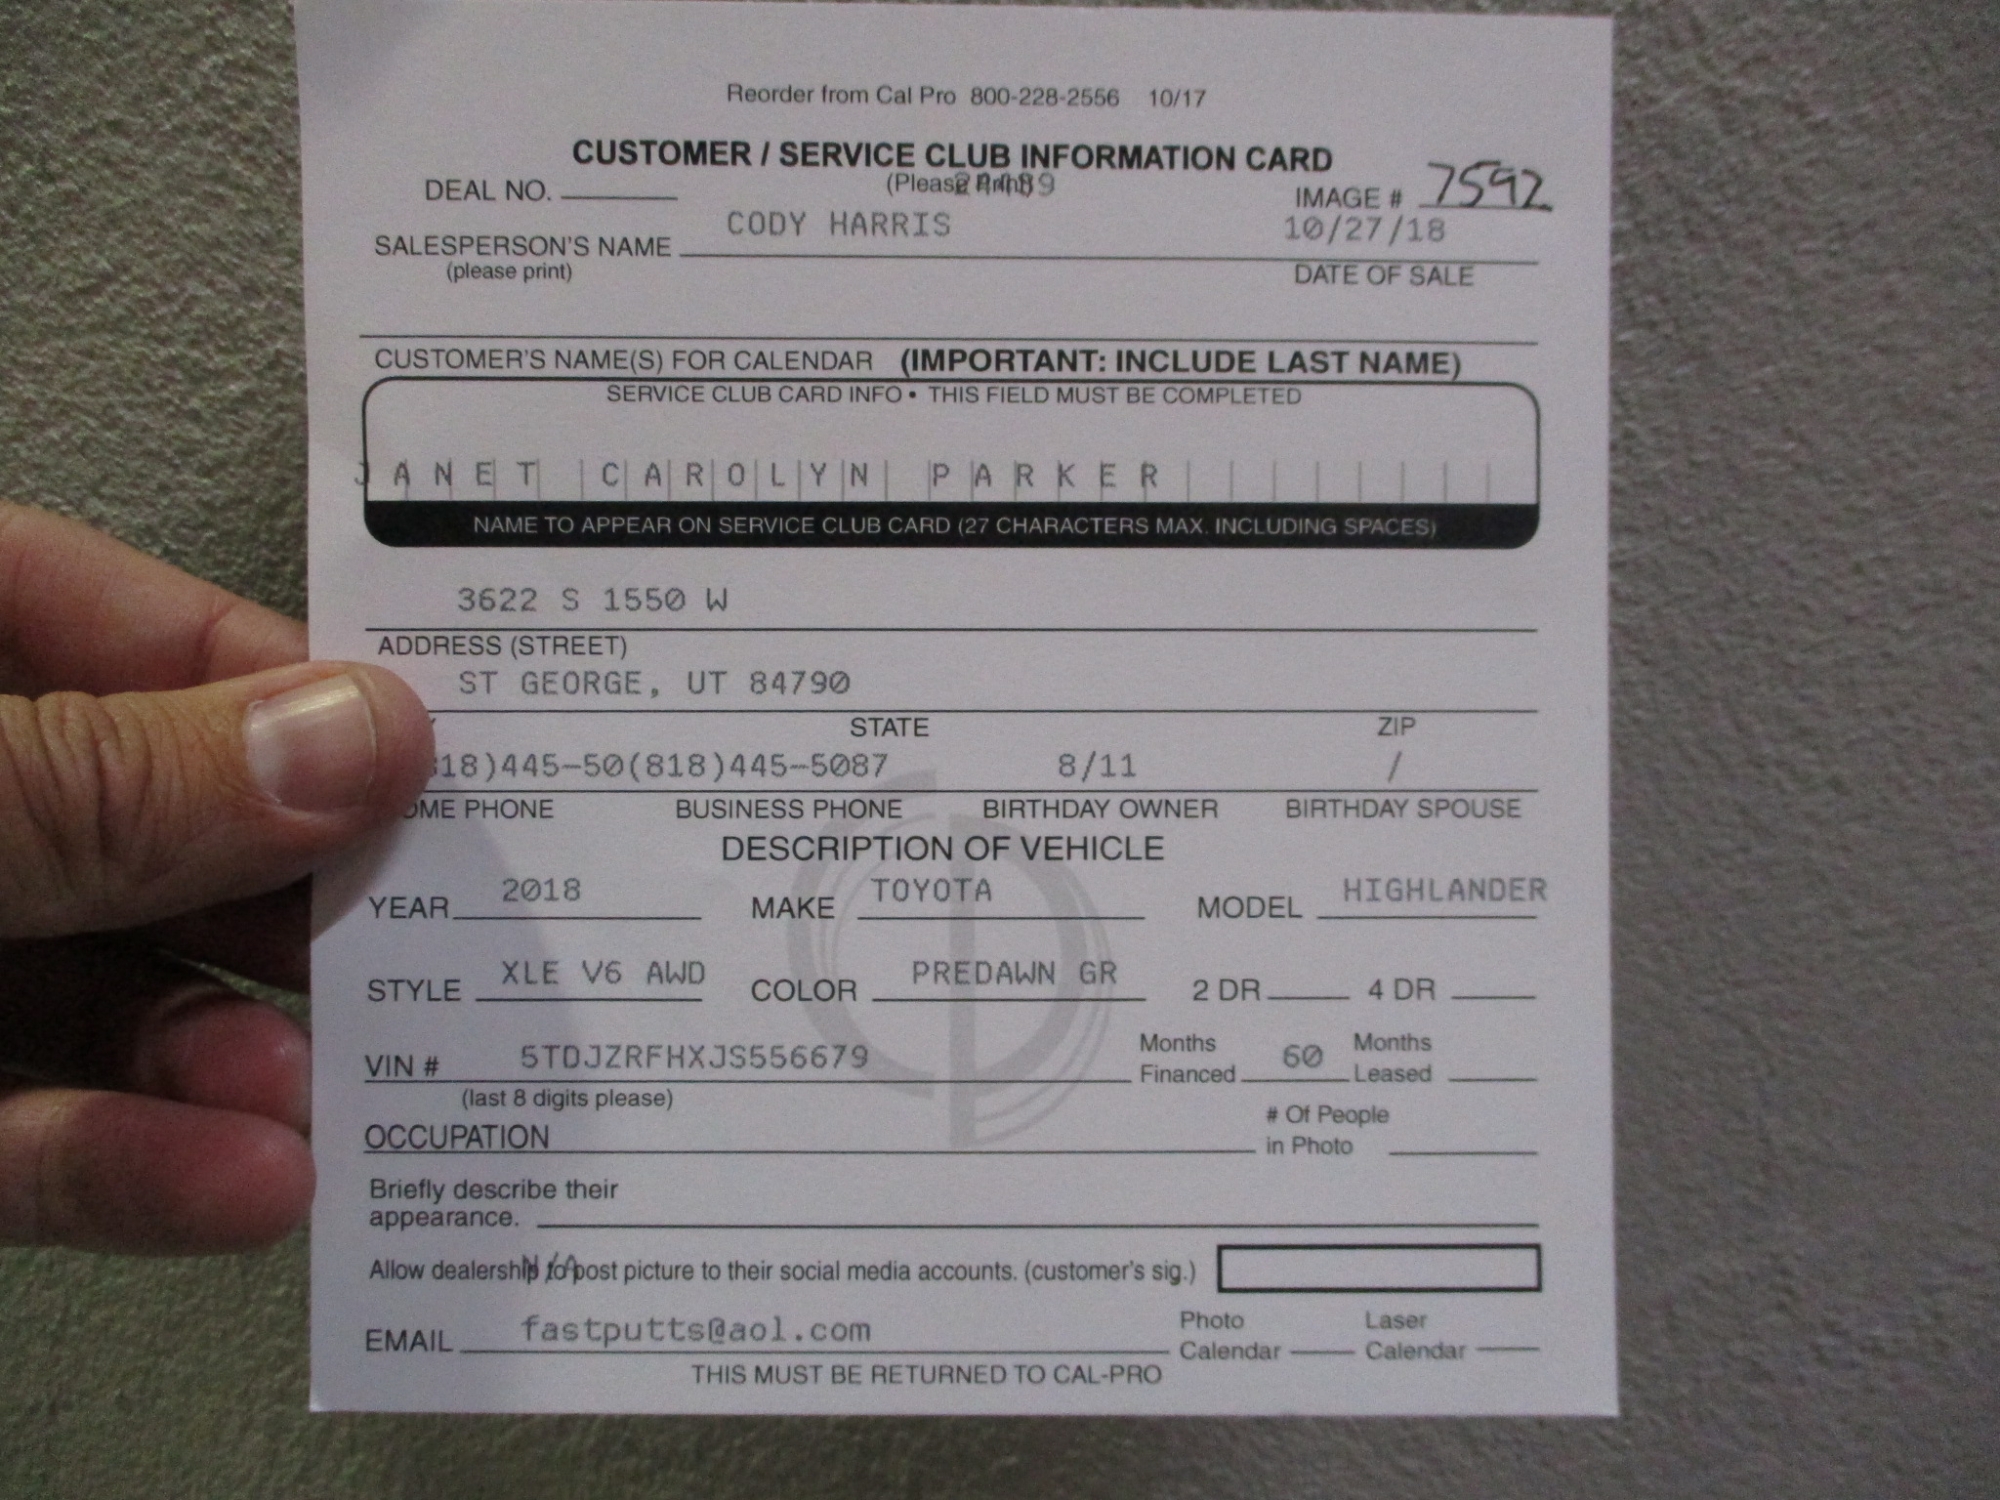 Reorder from Cal Pro 800-228-2556 10/17
CUSTOMER / SERVICE CLUB INFORMATION CARD
DEAL NO. (Please Print) IMAGE # 7592
SALESPERSON'S NAME CODY HARRIS 10/27/18
(please print) DATE OF SALE
CUSTOMER'S NAME(S) FOR CALENDAR (IMPORTANT: INCLUDE LAST NAME)
SERVICE CLUB CARD INFO • THIS FIELD MUST BE COMPLETED
JANET CAROLYN PARKER
NAME TO APPEAR ON SERVICE CLUB CARD (27 CHARACTERS MAX. INCLUDING SPACES)
3622 S 1550 W
ADDRESS (STREET)
ST GEORGE, UT 84790
STATE ZIP
18)445-50(818)445-5087 8/11 /
OME PHONE BUSINESS PHONE BIRTHDAY OWNER BIRTHDAY SPOUSE
DESCRIPTION OF VEHICLE
YEAR 2018 MAKE TOYOTA MODEL HIGHLANDER
STYLE XLE V6 AWD COLOR PREDAWN GR 2 DR 4 DR
VIN # 5TDJZRFHXJS556679 Months Financed 60 Months Leased
(last 8 digits please)
OCCUPATION # Of People in Photo
Briefly describe their
appearance.
Allow dealership to post picture to their social media accounts. (customer's sig.) N/A
EMAIL fastputts@aol.com Photo Calendar Laser Calendar
THIS MUST BE RETURNED TO CAL-PRO